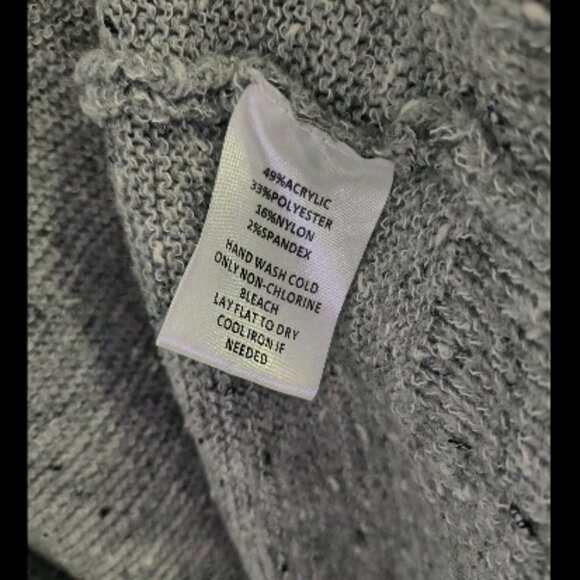 49%ACRYLIC
33%POLYESTER
16%NYLON
2%SPANDEX
HAND WASH COLD
ONLY NON-CHLORINE
BLEACH
LAY FLAT TO DRY
COOL IRON IF
NEEDED